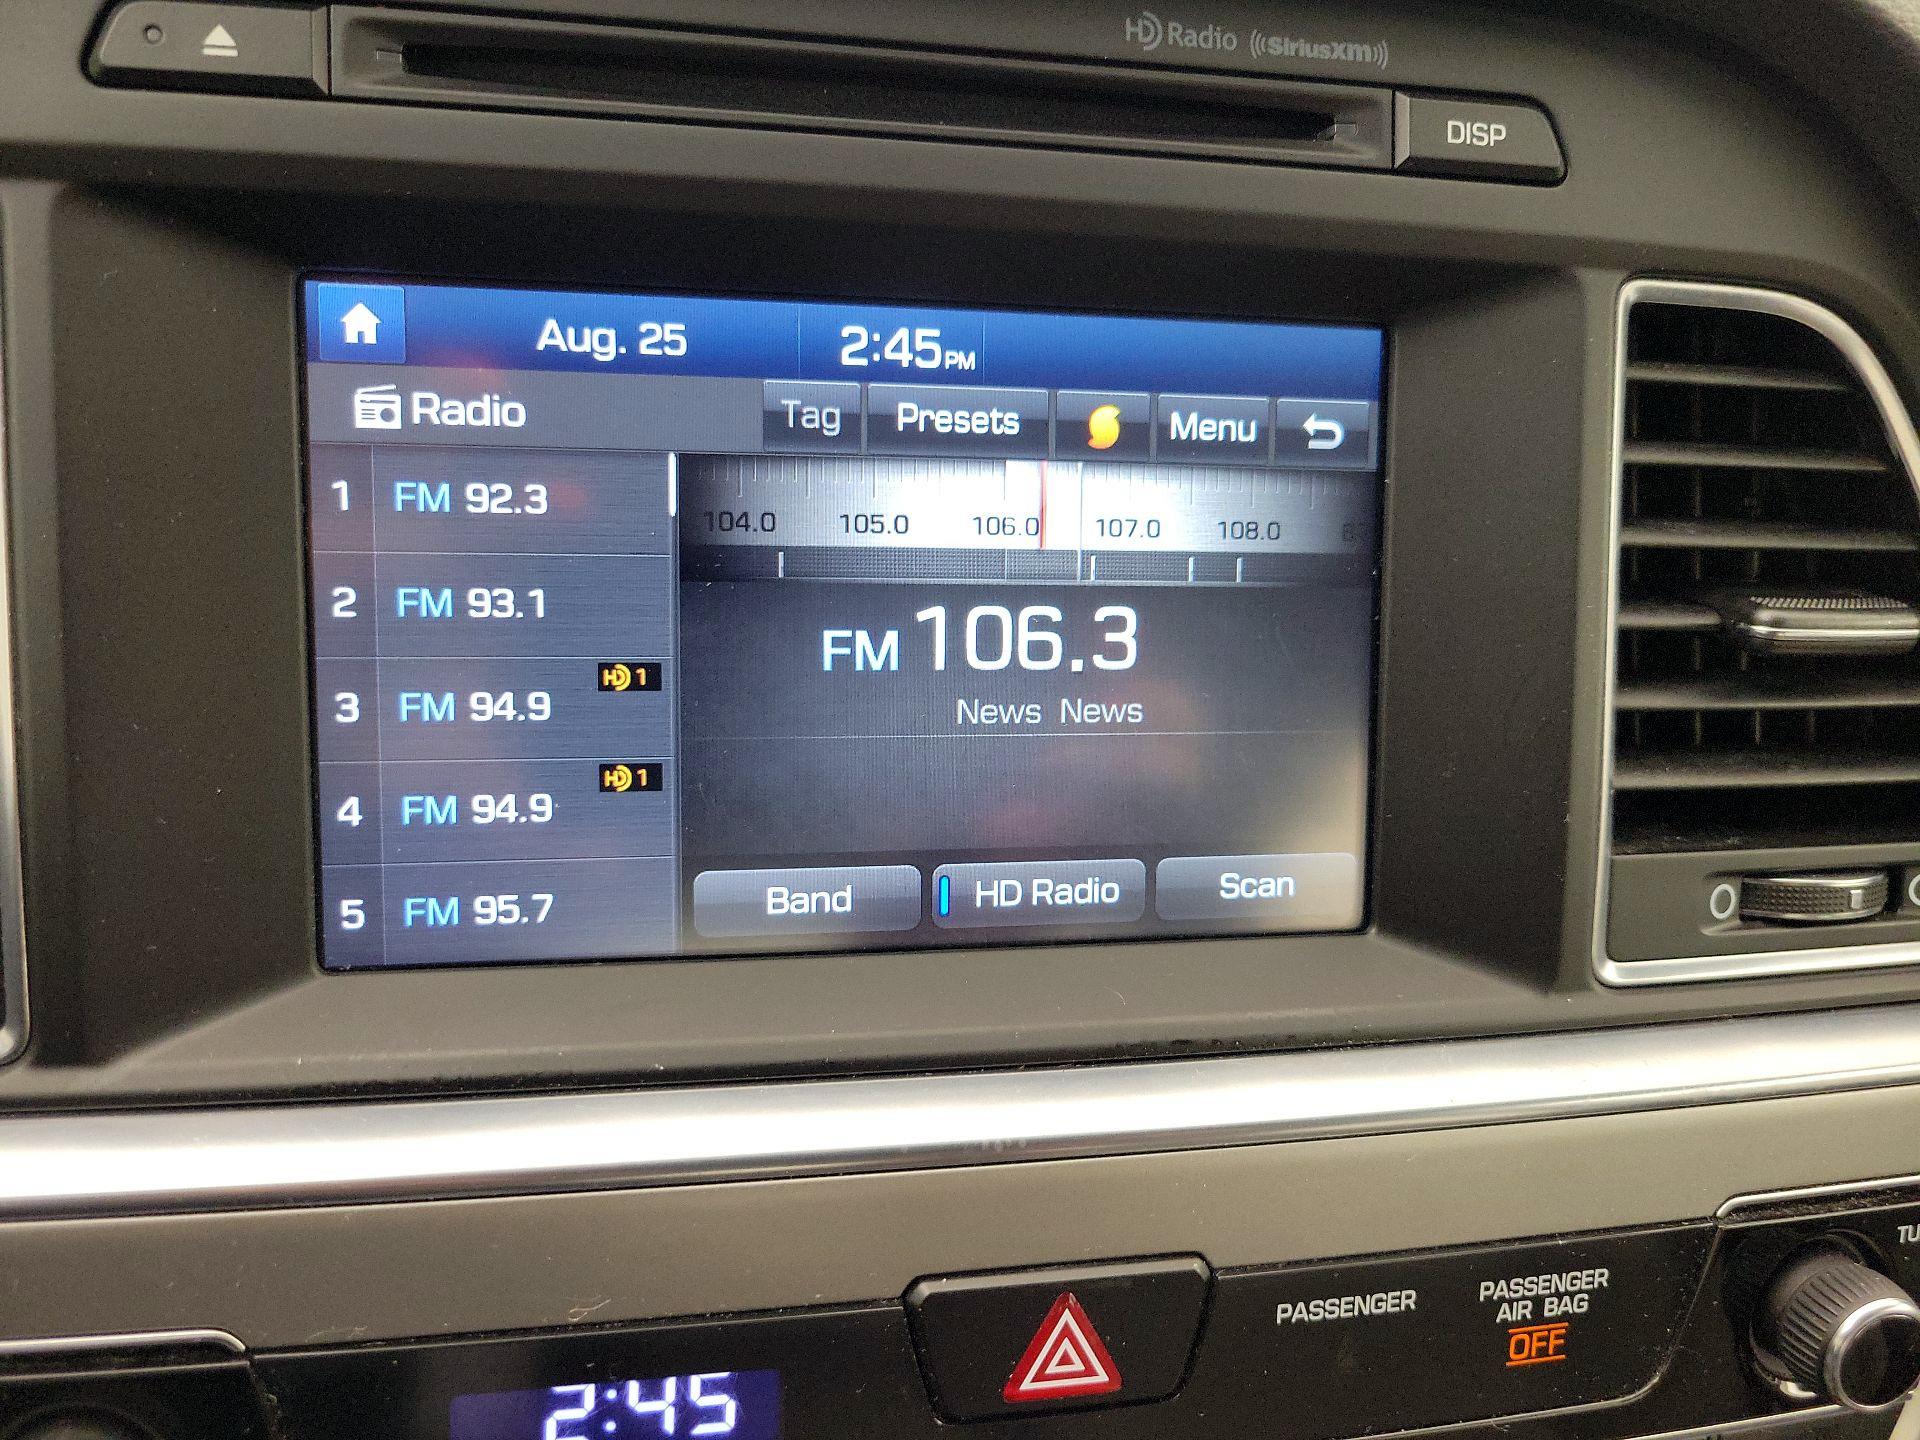 HD Radio ((SiriusXM))
DISP
Aug. 25 2:45 PM
Radio Tag Presets Menu
1 FM 92.3
2 FM 93.1
3 FM 94.9 HD 1
4 FM 94.9 HD 1
5 FM 95.7
104.0 105.0 106.0 107.0 108.0
FM 106.3
News News
Band HD Radio Scan
PASSENGER
PASSENGER
AIR BAG
OFF
2:45